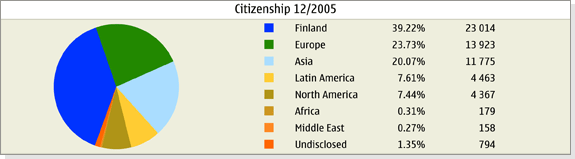 Citizenship 12/2005
Finland 39.22% 23 014
Europe 23.73% 13 923
Asia 20.07% 11 775
Latin America 7.61% 4 463
North America 7.44% 4 367
Africa 0.31% 179
Middle East 0.27% 158
Undisclosed 1.35% 794